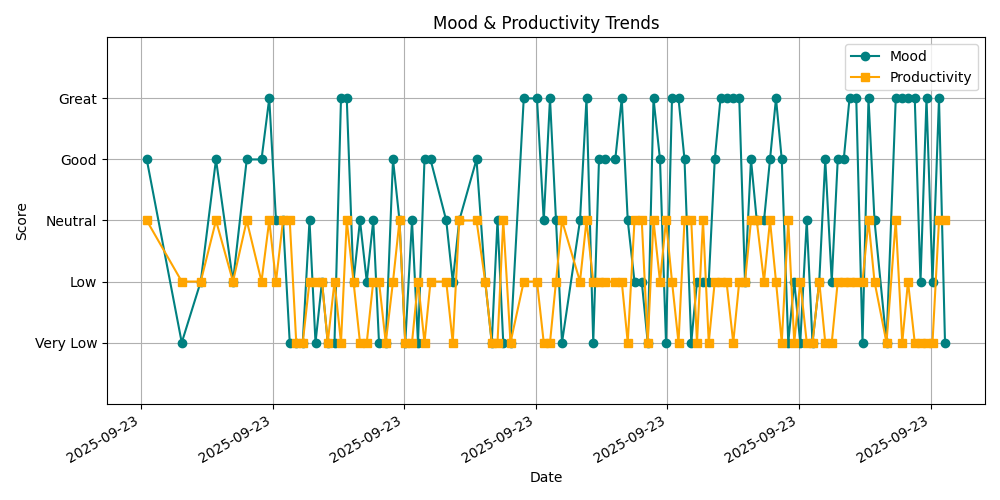 Mood & Productivity Trends
Mood
Productivity
Great
Good
Neutral
Low
Very Low
Score
2025-09-23
2025-09-23
2025-09-23
2025-09-23
2025-09-23
2025-09-23
2025-09-23
Date